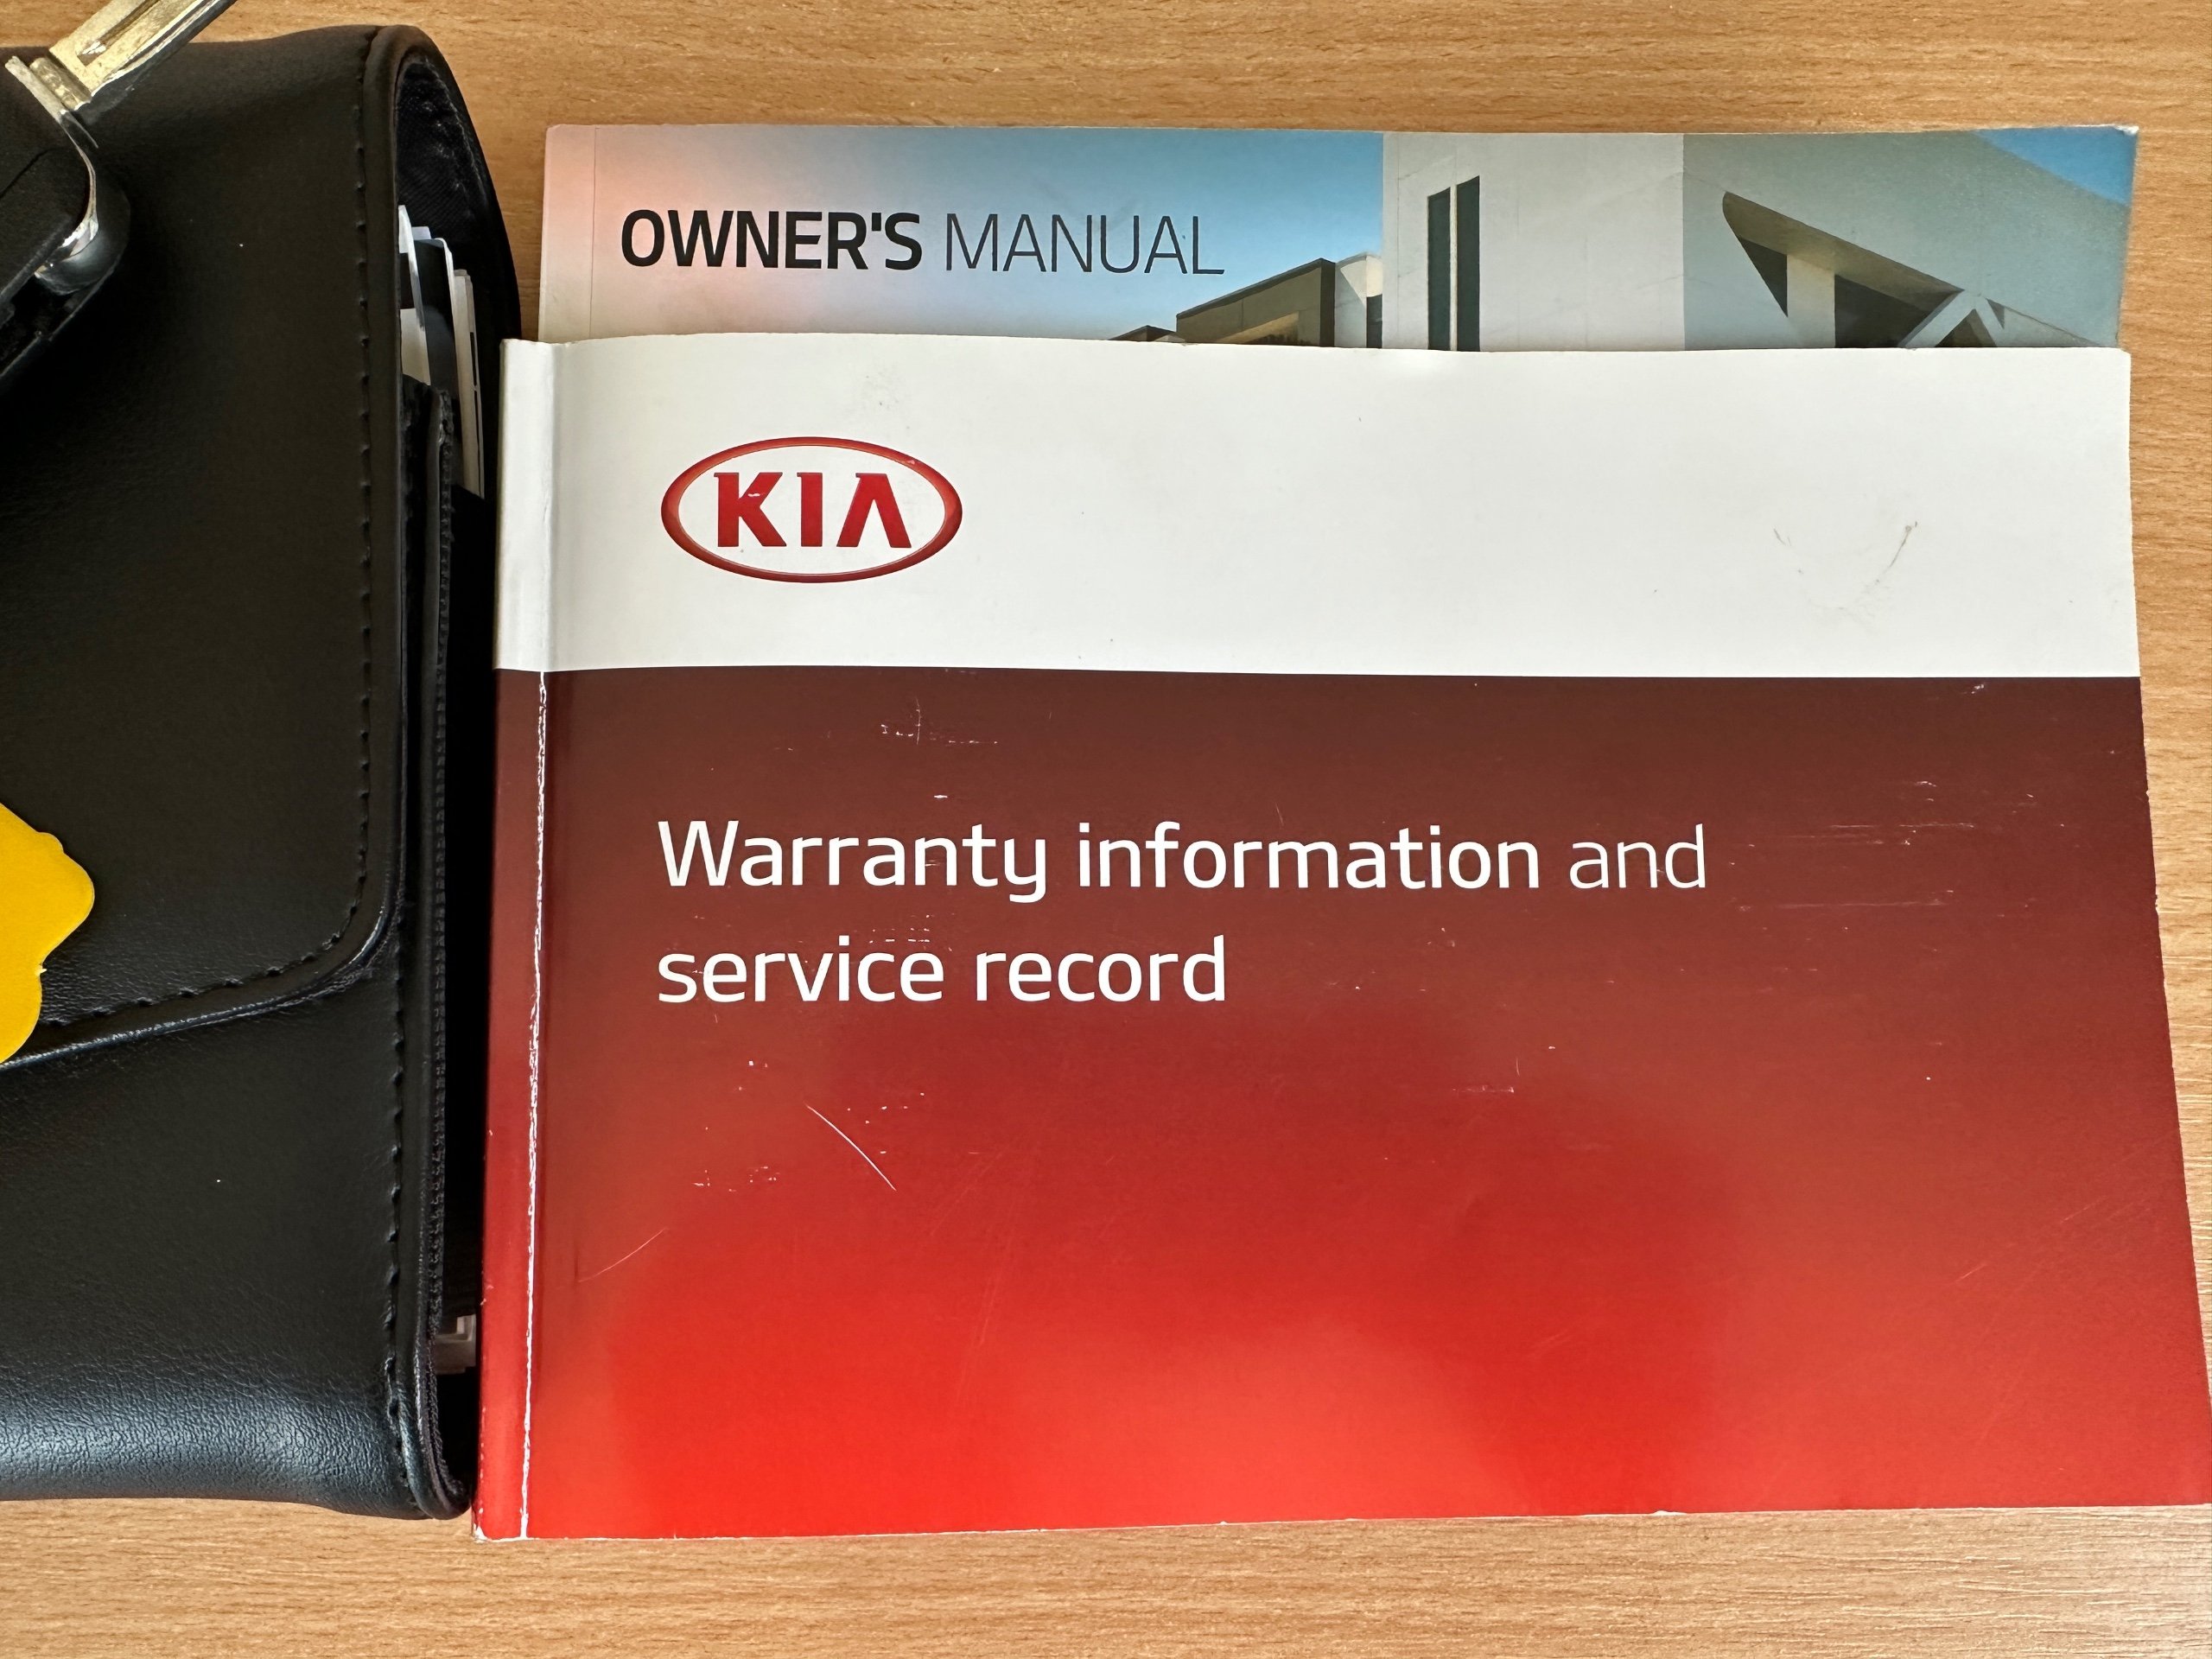 OWNER'S MANUAL
KIA
Warranty information and
service record